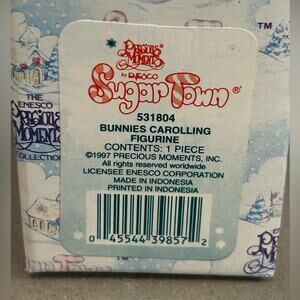 Precious
Moments
by ENESCO
Sugar Town®
531804
BUNNIES CAROLLING
FIGURINE
CONTENTS: 1 PIECE
©1997 PRECIOUS MOMENTS, INC.
All rights reserved worldwide
LICENSEE ENESCO CORPORATION
MADE IN INDONESIA
PRINTED IN INDONESIA
0 45544 39857 2
THE
ENESCO
PRECIOUS
MOMENTS
COLLECTION
TM